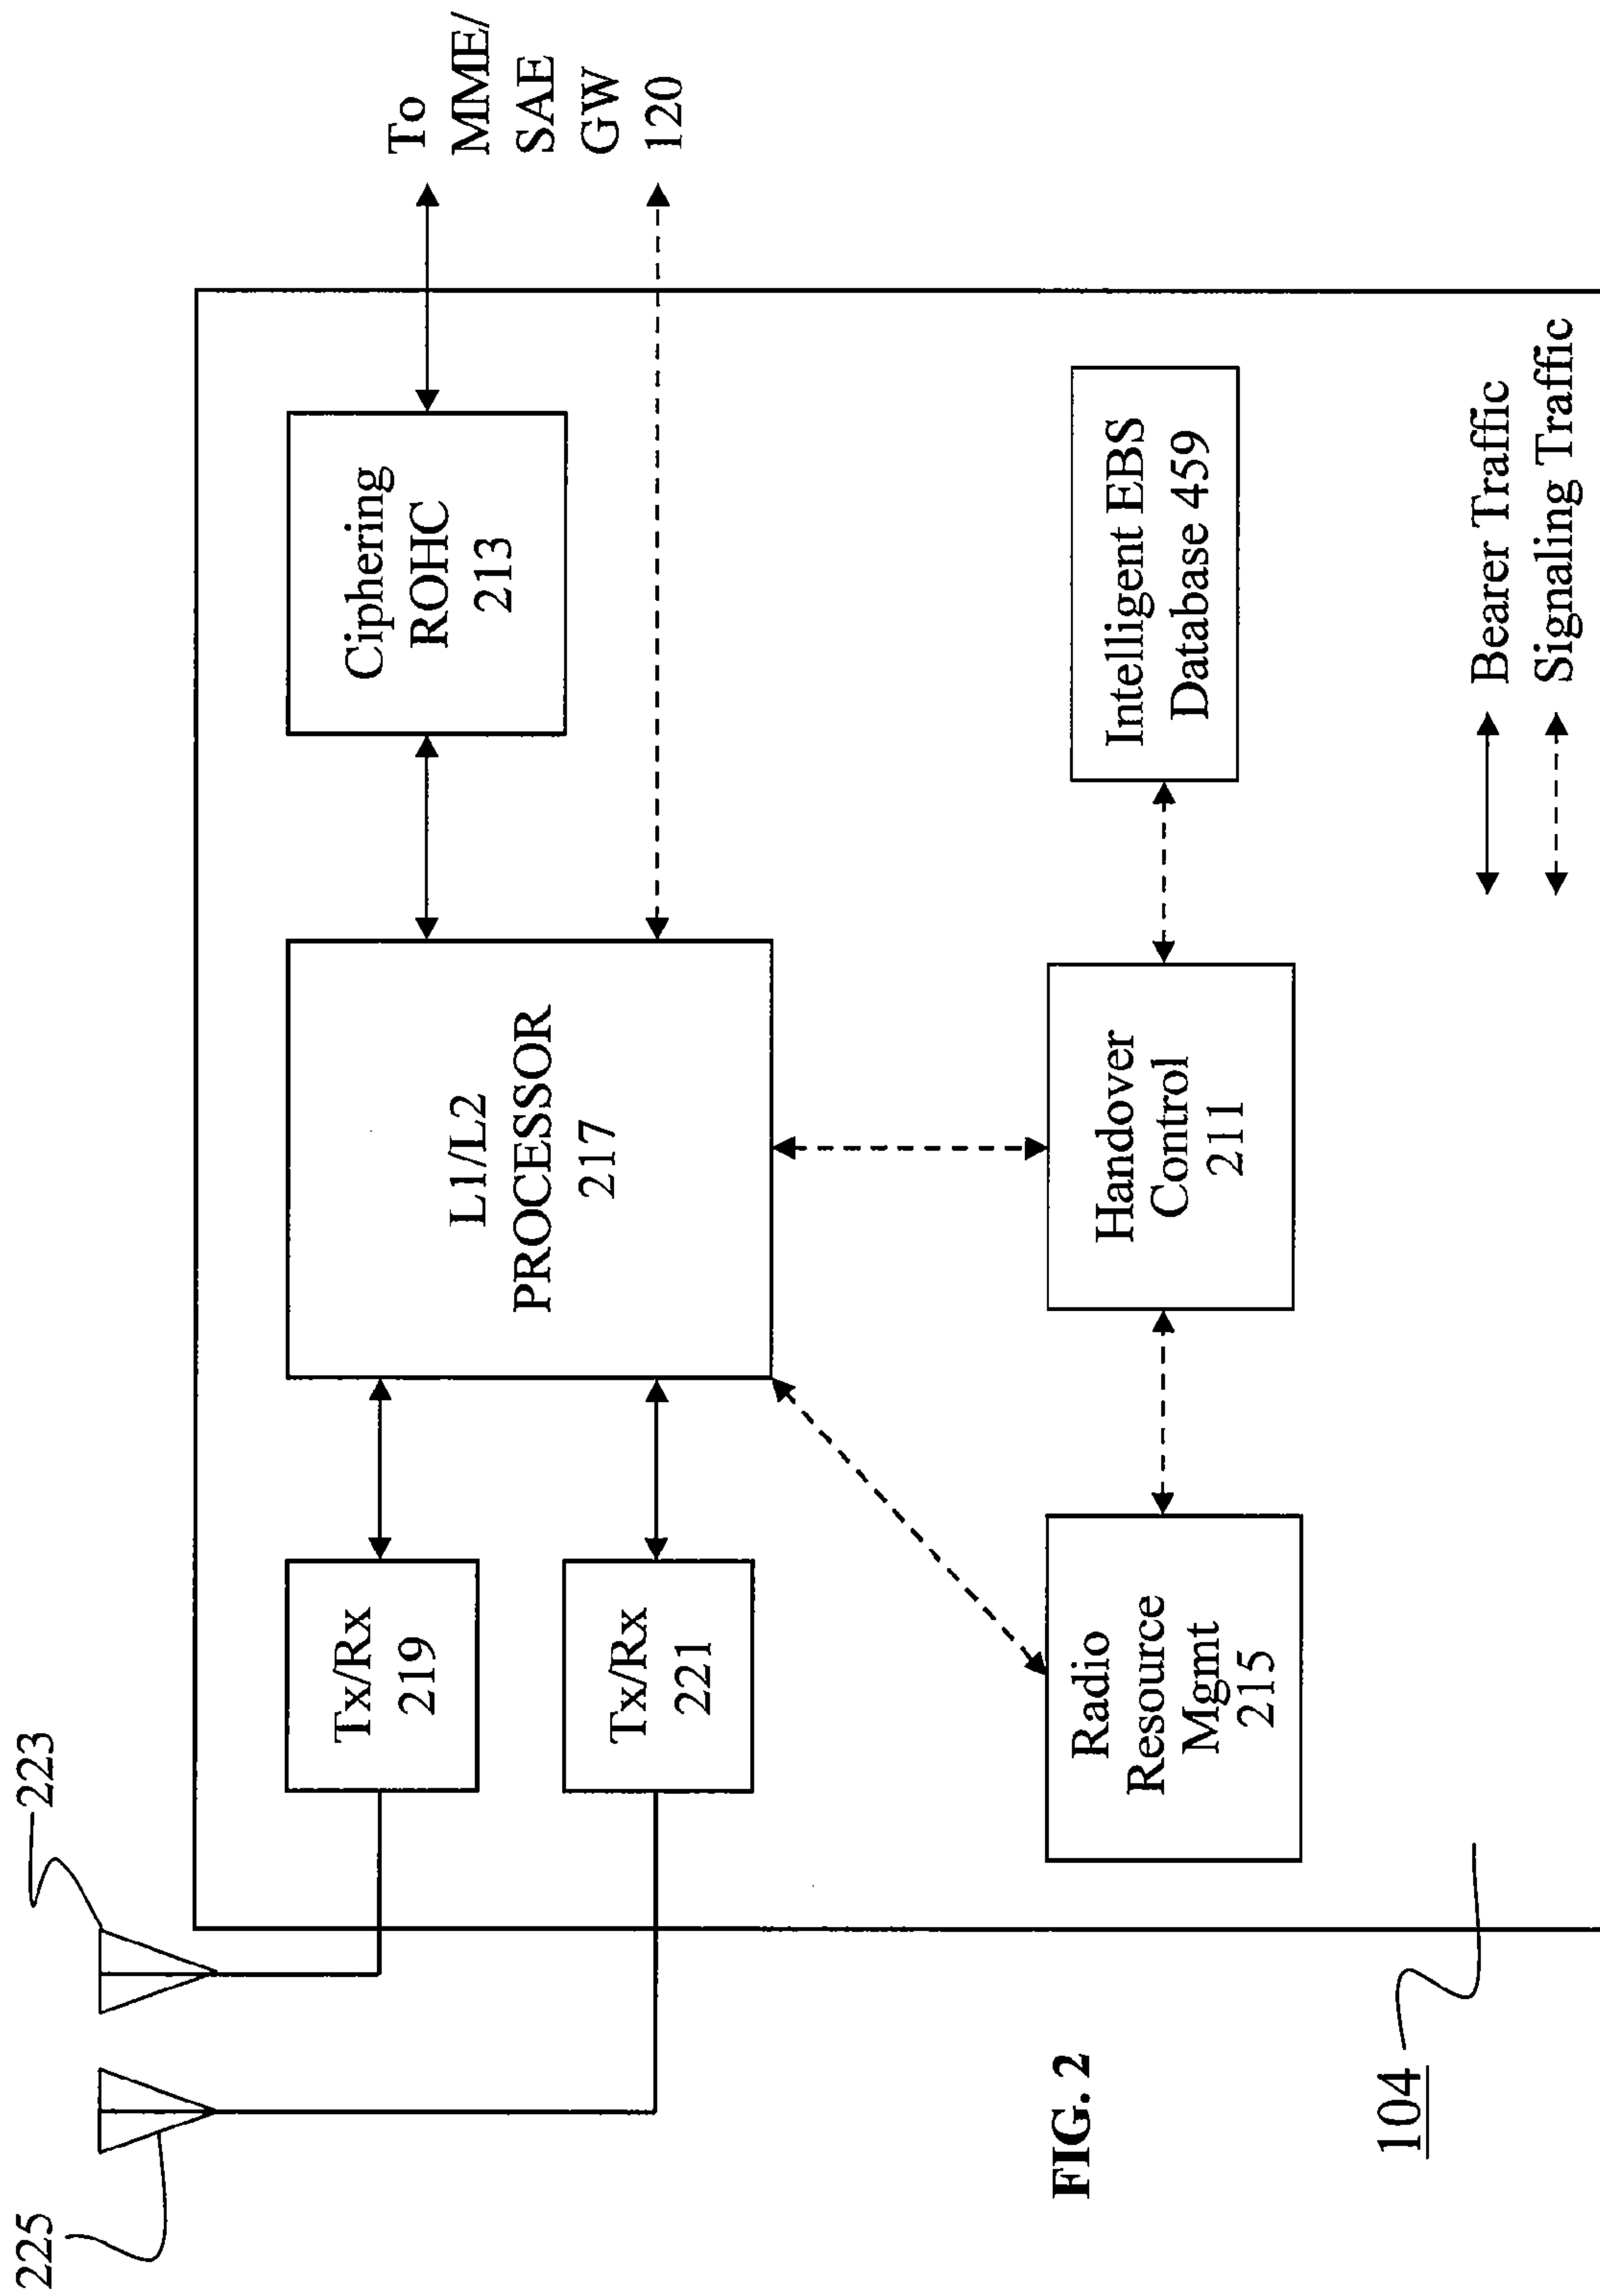 225
223
Tx/Rx
219
L1/L2
PROCESSOR
217
Ciphering
ROHC
213
To
MME/
SAE
GW
120
Tx/Rx
221
Radio
Resource
Mgmt
215
Handover
Control
211
Intelligent EBS
Database 459
FIG. 2
104
Bearer Traffic
Signaling Traffic